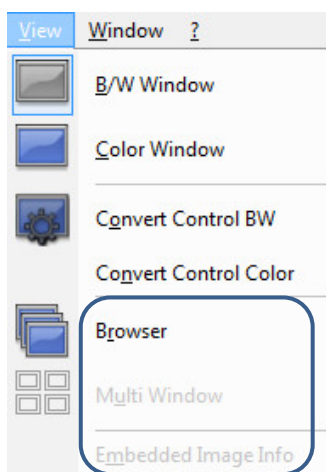 View Window ?
B/W Window
Color Window
Convert Control BW
Convert Control Color
Browser
Multi Window
Embedded Image Info